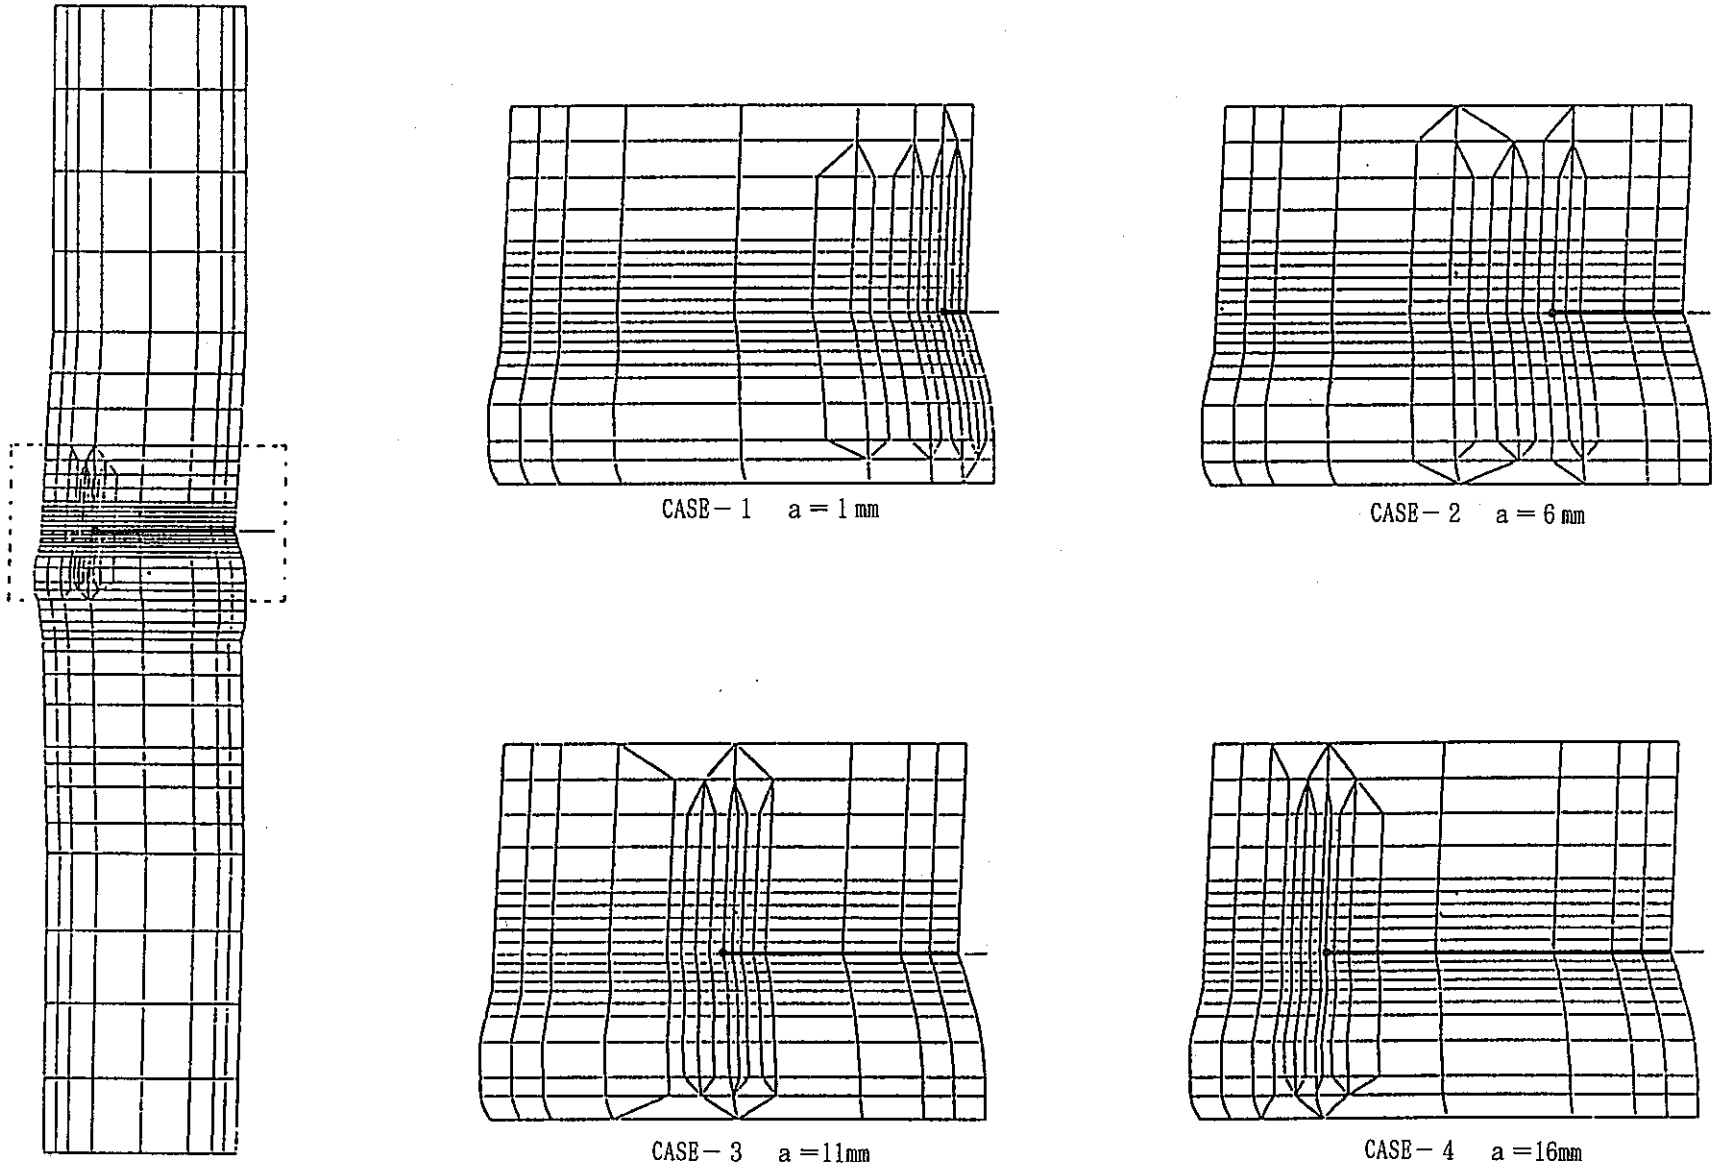 CASE－1 a＝1mm
CASE－2 a＝6mm
CASE－3 a＝11mm
CASE－4 a＝16mm